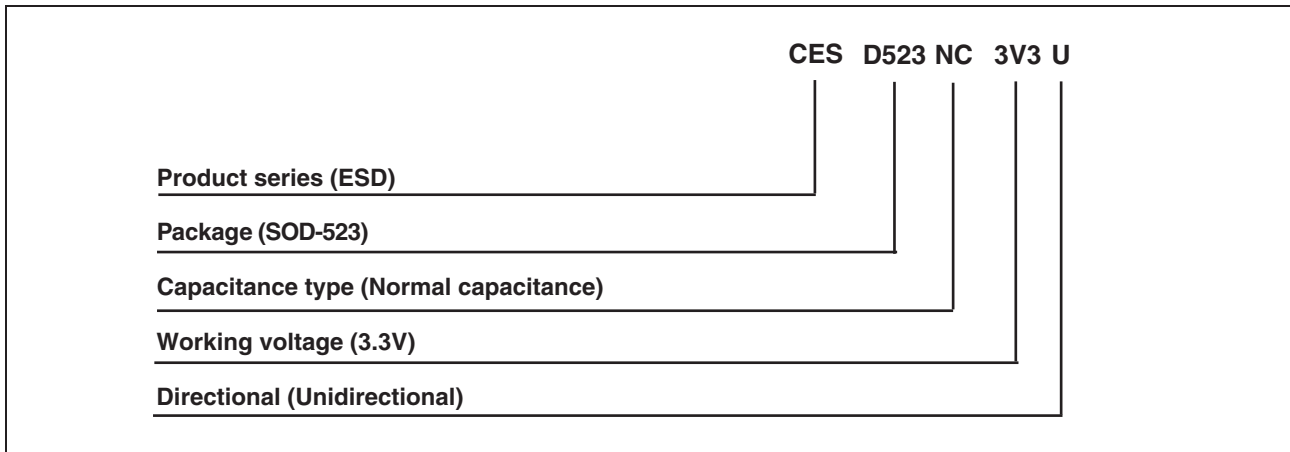 CES D523 NC 3V3 U
Product series (ESD)
Package (SOD-523)
Capacitance type (Normal capacitance)
Working voltage (3.3V)
Directional (Unidirectional)